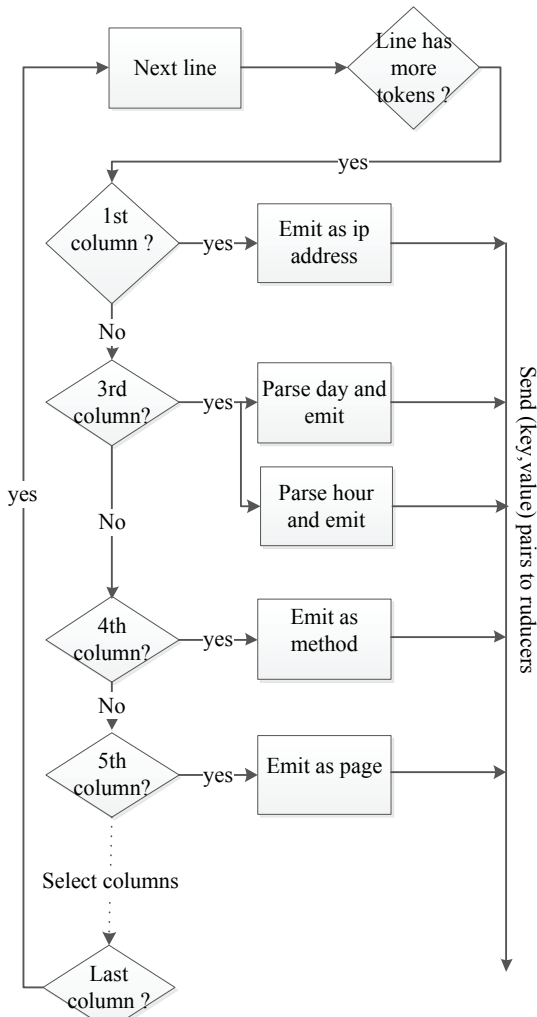 Next line
Line has
more
tokens ?
yes
1st
column ?
yes
Emit as ip
address
No
3rd
column?
yes
Parse day and
emit
Parse hour
and emit
Send (key,value) pairs to ruducers
yes
No
4th
column?
yes
Emit as
method
No
5th
column?
yes
Emit as page
Select columns
Last
column ?